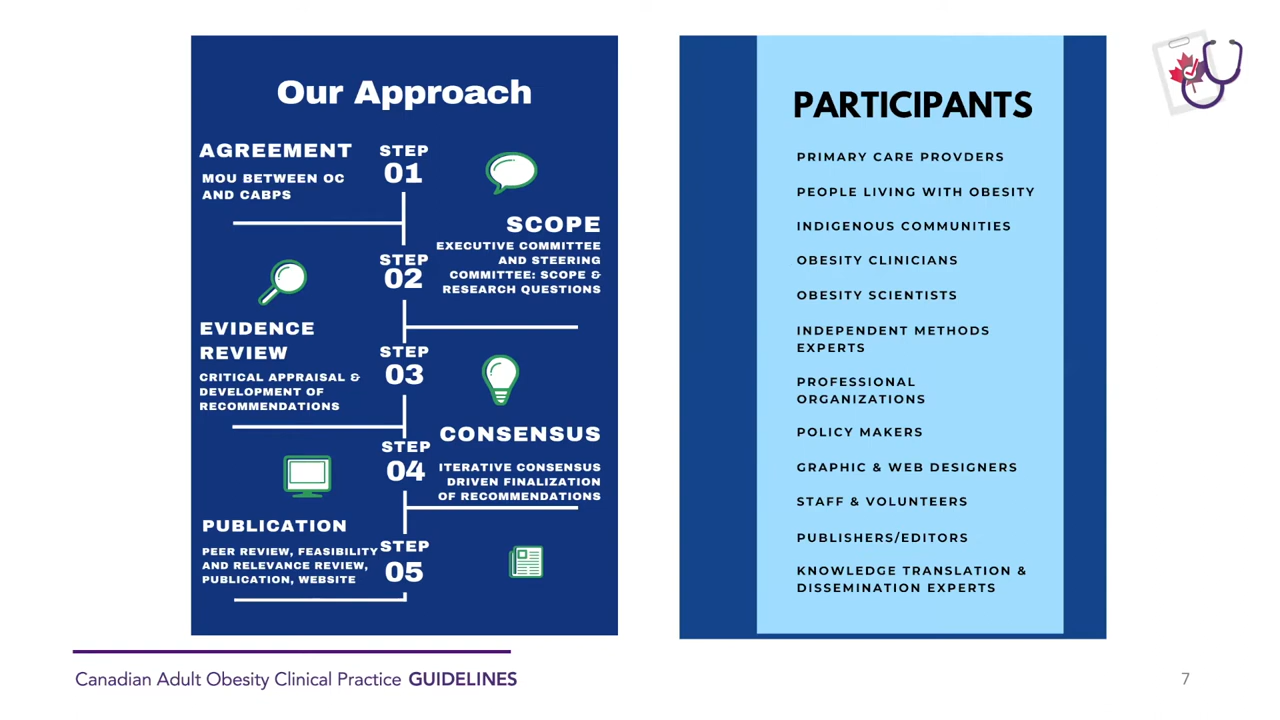 Our Approach
AGREEMENT
MOU BETWEEN OC
AND CABPS
STEP
01
SCOPE
EXECUTIVE COMMITTEE
AND STEERING
COMMITTEE: SCOPE &
RESEARCH QUESTIONS
STEP
02
EVIDENCE
REVIEW
CRITICAL APPRAISAL &
DEVELOPMENT OF
RECOMMENDATIONS
STEP
03
CONSENSUS
ITERATIVE CONSENSUS
DRIVEN FINALIZATION
OF RECOMMENDATIONS
STEP
04
PUBLICATION
PEER REVIEW, FEASIBILITY
AND RELEVANCE REVIEW,
PUBLICATION, WEBSITE
STEP
05
PARTICIPANTS
PRIMARY CARE PROVDERS
PEOPLE LIVING WITH OBESITY
INDIGENOUS COMMUNITIES
OBESITY CLINICIANS
OBESITY SCIENTISTS
INDEPENDENT METHODS
EXPERTS
PROFESSIONAL
ORGANIZATIONS
POLICY MAKERS
GRAPHIC & WEB DESIGNERS
STAFF & VOLUNTEERS
PUBLISHERS/EDITORS
KNOWLEDGE TRANSLATION &
DISSEMINATION EXPERTS
Canadian Adult Obesity Clinical Practice GUIDELINES
7